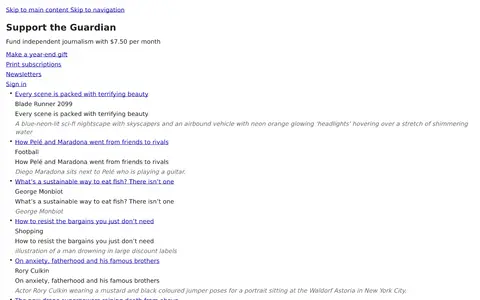 Skip to main content Skip to navigation
Support the Guardian
Fund independent journalism with $7.50 per month
Make a year-end gift
Print subscriptions
Newsletters
Sign in
• Every scene is packed with terrifying beauty
Blade Runner 2099
Every scene is packed with terrifying beauty
A blue-neon-lit sci-fi nightscape with skyscapers and an airbound vehicle with neon orange glowing ‘headlights’ hovering over a stretch of shimmering
water
• How Pelé and Maradona went from friends to rivals
Football
How Pelé and Maradona went from friends to rivals
Diego Maradona sits next to Pelé who is playing a guitar.
• What’s a sustainable way to eat fish? There isn’t one
George Monbiot
What’s a sustainable way to eat fish? There isn’t one
George Monbiot
• How to resist the bargains you just don’t need
Shopping
How to resist the bargains you just don’t need
illustration of a man drowning in large discount labels
• On anxiety, fatherhood and his famous brothers
Rory Culkin
On anxiety, fatherhood and his famous brothers
Actor Rory Culkin wearing a mustard and black coloured jumper poses for a portrait sitting at the Waldorf Astoria in New York City.